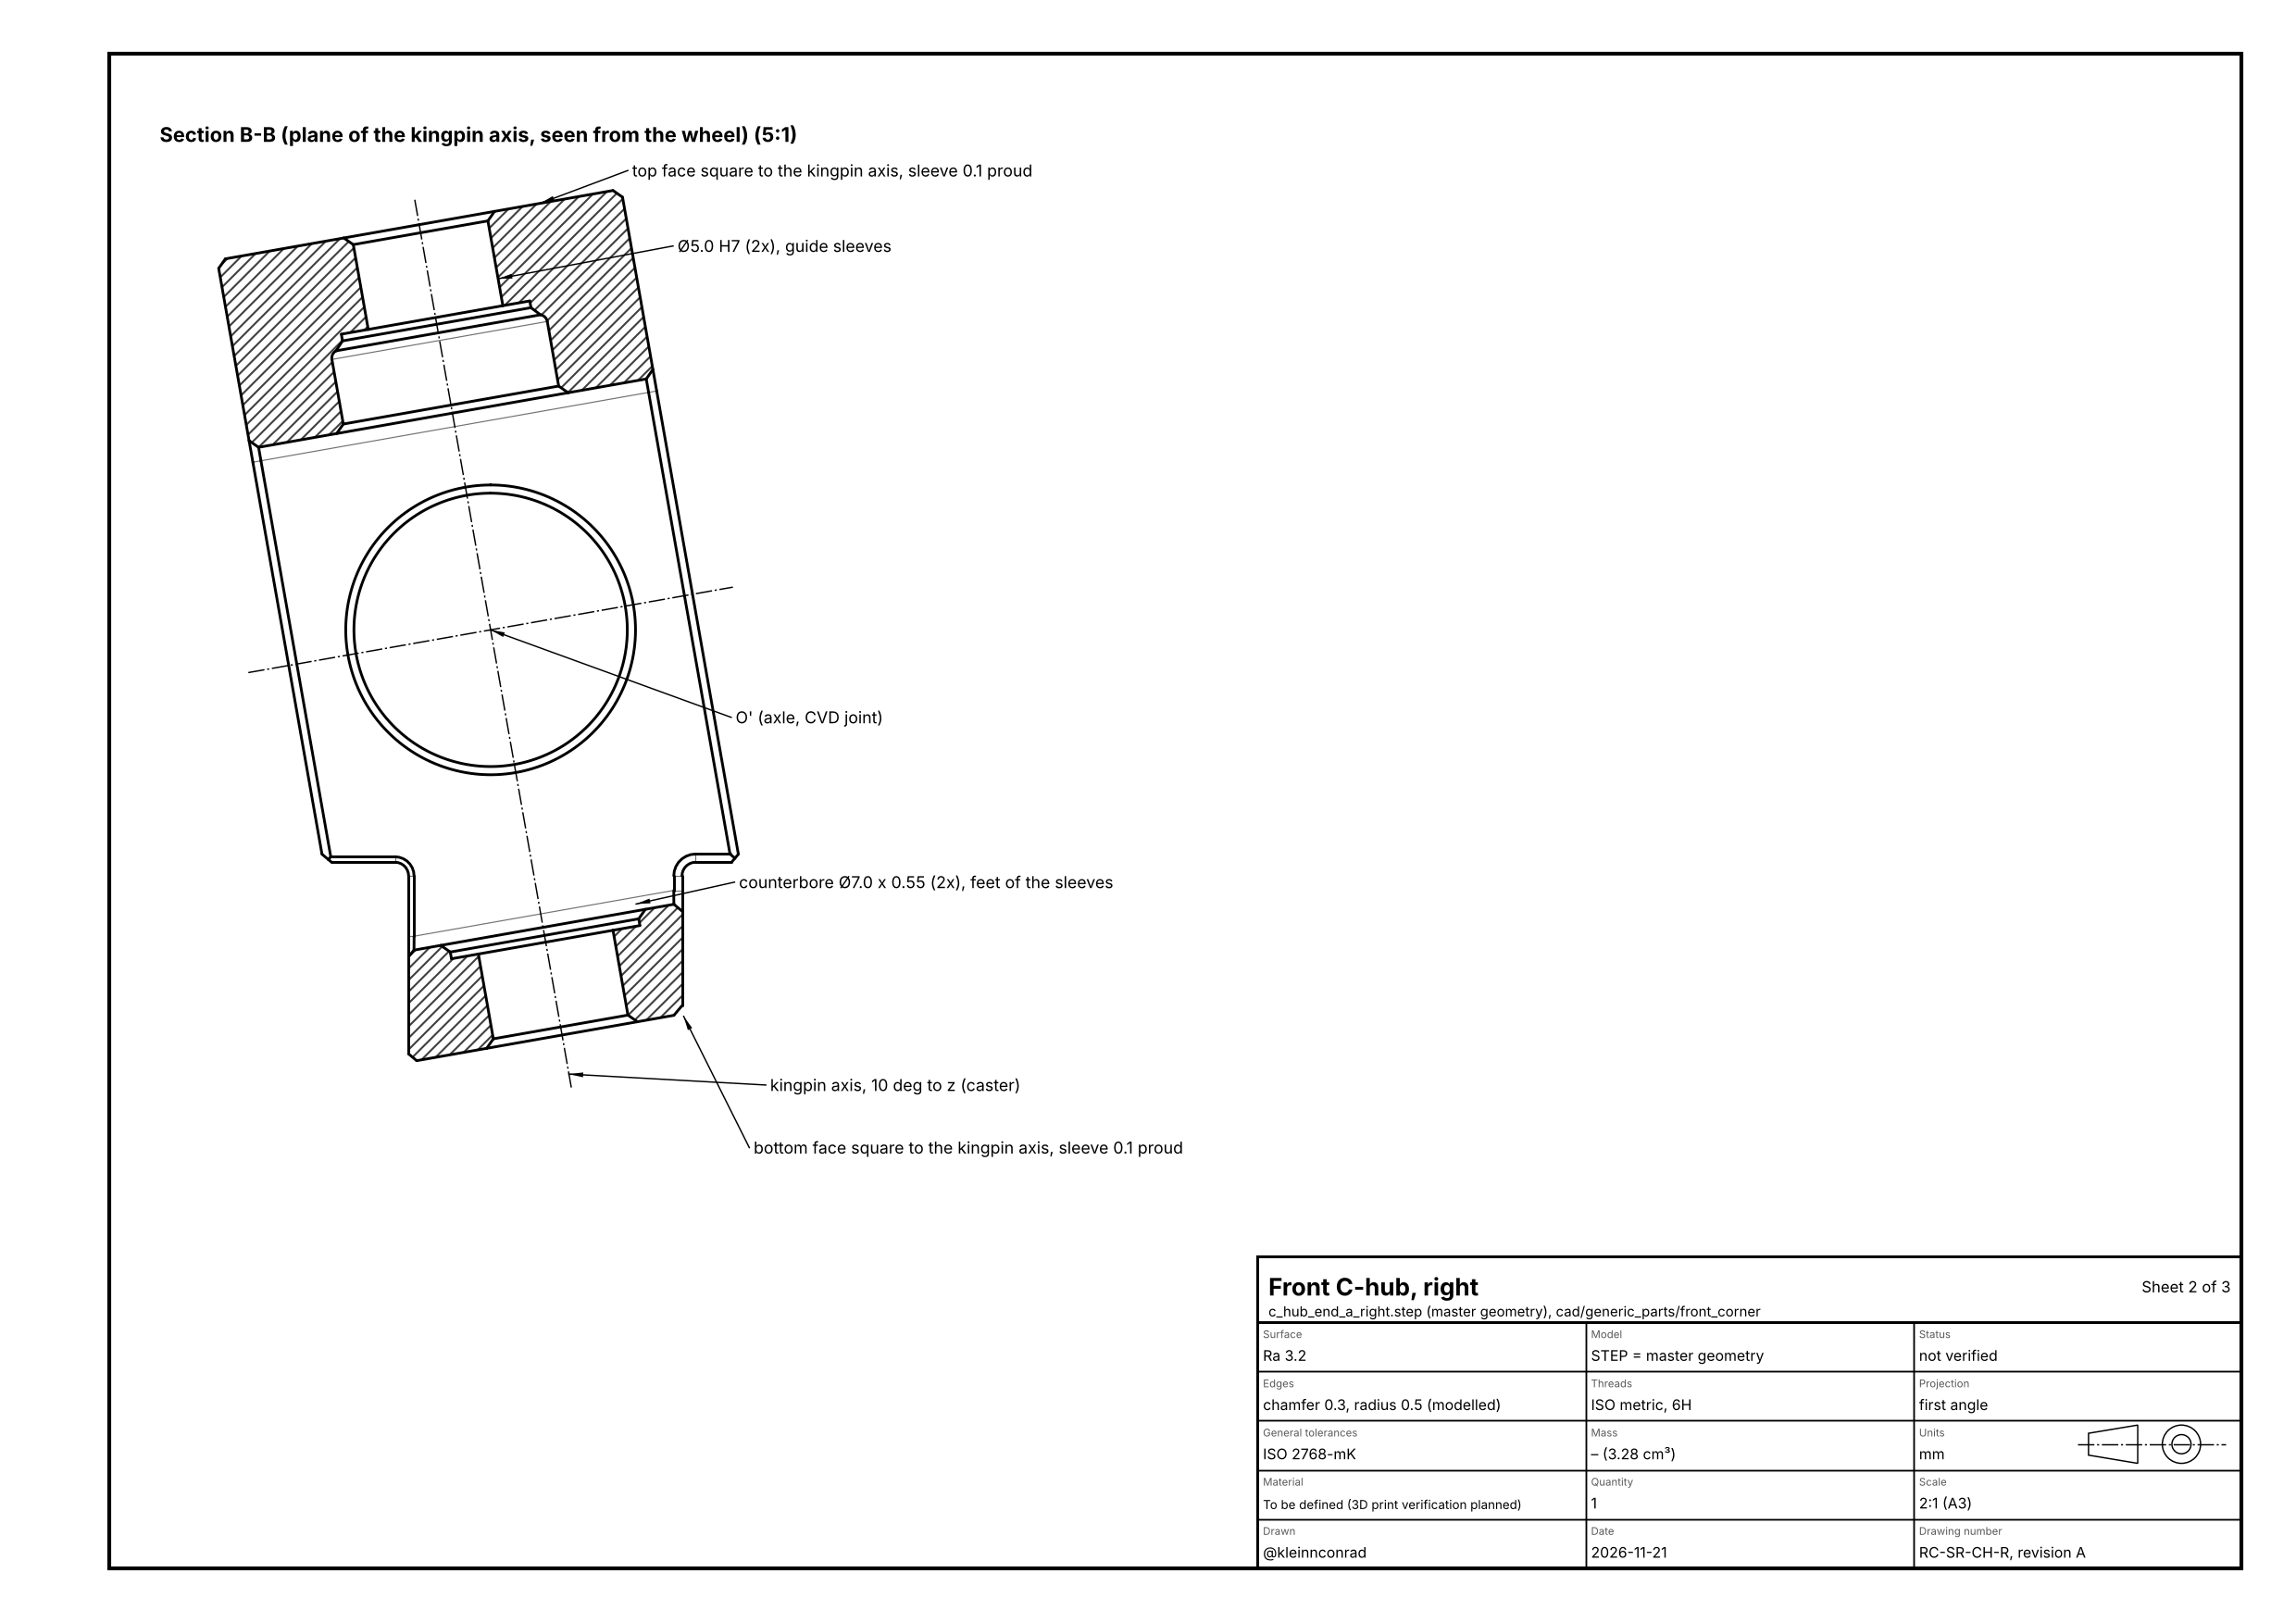 Section B-B (plane of the kingpin axis, seen from the wheel) (5:1)
top face square to the kingpin axis, sleeve 0.1 proud
Ø5.0 H7 (2x), guide sleeves
O' (axle, CVD joint)
counterbore Ø7.0 x 0.55 (2x), feet of the sleeves
kingpin axis, 10 deg to z (caster)
bottom face square to the kingpin axis, sleeve 0.1 proud
Front C-hub, right
Sheet 2 of 3
c_hub_end_a_right.step (master geometry), cad/generic_parts/front_corner
Surface
Ra 3.2
Model
STEP = master geometry
Status
not verified
Edges
chamfer 0.3, radius 0.5 (modelled)
Threads
ISO metric, 6H
Projection
first angle
General tolerances
ISO 2768-mK
Mass
– (3.28 cm³)
Units
mm
Material
To be defined (3D print verification planned)
Quantity
1
Scale
2:1 (A3)
Drawn
@kleinnconrad
Date
2026-11-21
Drawing number
RC-SR-CH-R, revision A